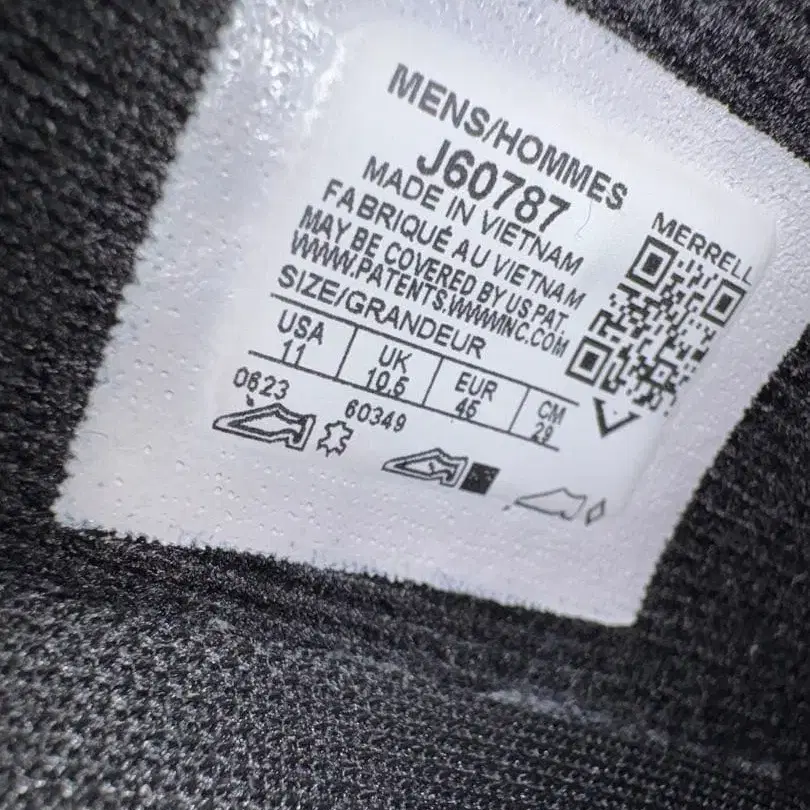 MENS/HOMMES
J60787
MADE IN VIETNAM
FABRIQUÉ AU VIETNAM
MAY BE COVERED BY US PAT.
WWW.PATENTS.WWWINC.COM
SIZE/GRANDEUR
USA UK EUR CM
11 10.5 45 29
0623 60349
MERRELL